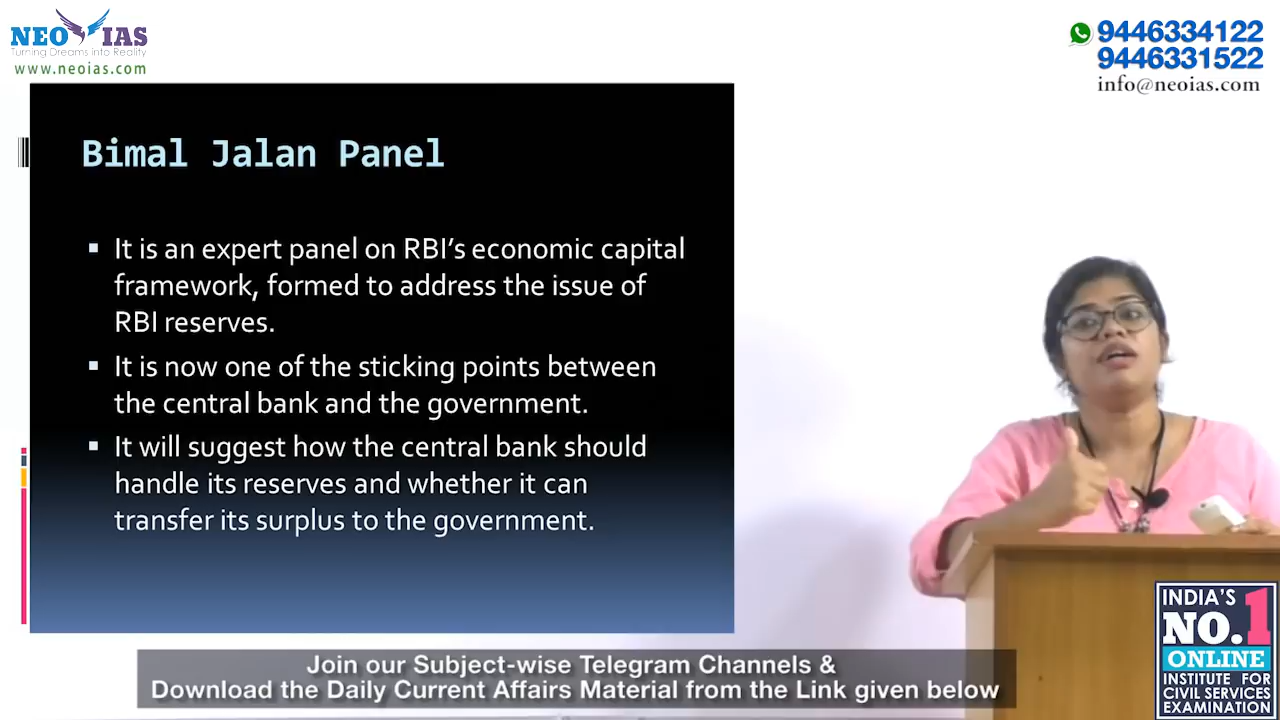 NEO IAS
Turning Dreams Into Reality
www.neoias.com
9446334122
9446331522
info@neoias.com
Bimal Jalan Panel
▪ It is an expert panel on RBI's economic capital
framework, formed to address the issue of
RBI reserves.
▪ It is now one of the sticking points between
the central bank and the government.
▪ It will suggest how the central bank should
handle its reserves and whether it can
transfer its surplus to the government.
INDIA'S
NO.1
ONLINE
INSTITUTE FOR
CIVIL SERVICES
EXAMINATION
Join our Subject-wise Telegram Channels &
Download the Daily Current Affairs Material from the Link given below